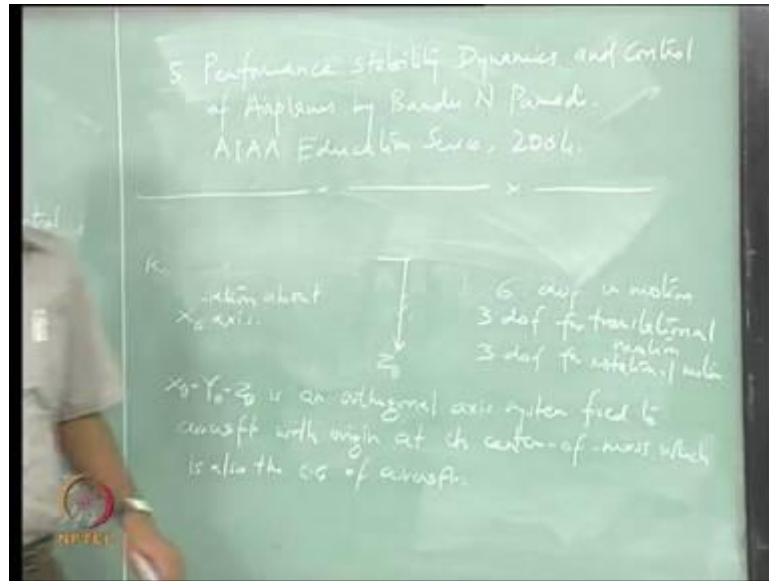 5 Performance Stability Dynamics and Control
of Airplanes by Bandu N Pamadi.
AIAA Education Series, 2004.
about
X_B axis.
Z_B
6 dof in motion
3 dof for translational
motion
3 dof for rotational motion
X_B-Y_B-Z_B is an orthogonal axis system fixed to
aircraft with origin at the center-of-mass which
is also the c.g of aircraft.
NPTEL